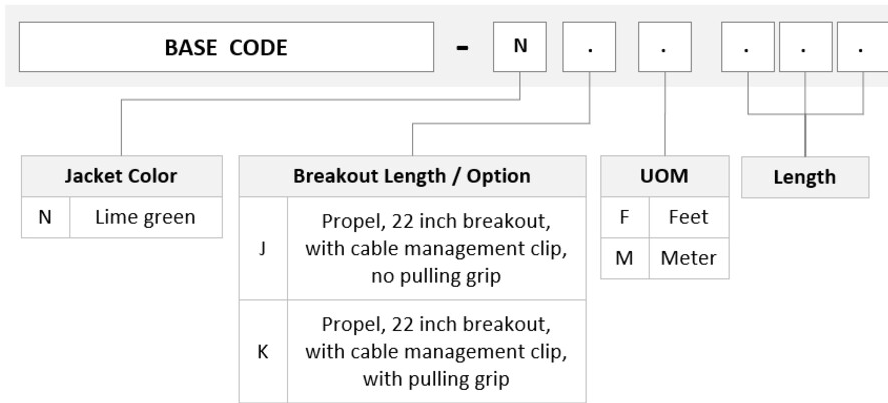 BASE CODE - N . . . . .
Jacket Color
N Lime green
Breakout Length / Option
J Propel, 22 inch breakout,
with cable management clip,
no pulling grip
K Propel, 22 inch breakout,
with cable management clip,
with pulling grip
UOM
F Feet
M Meter
Length